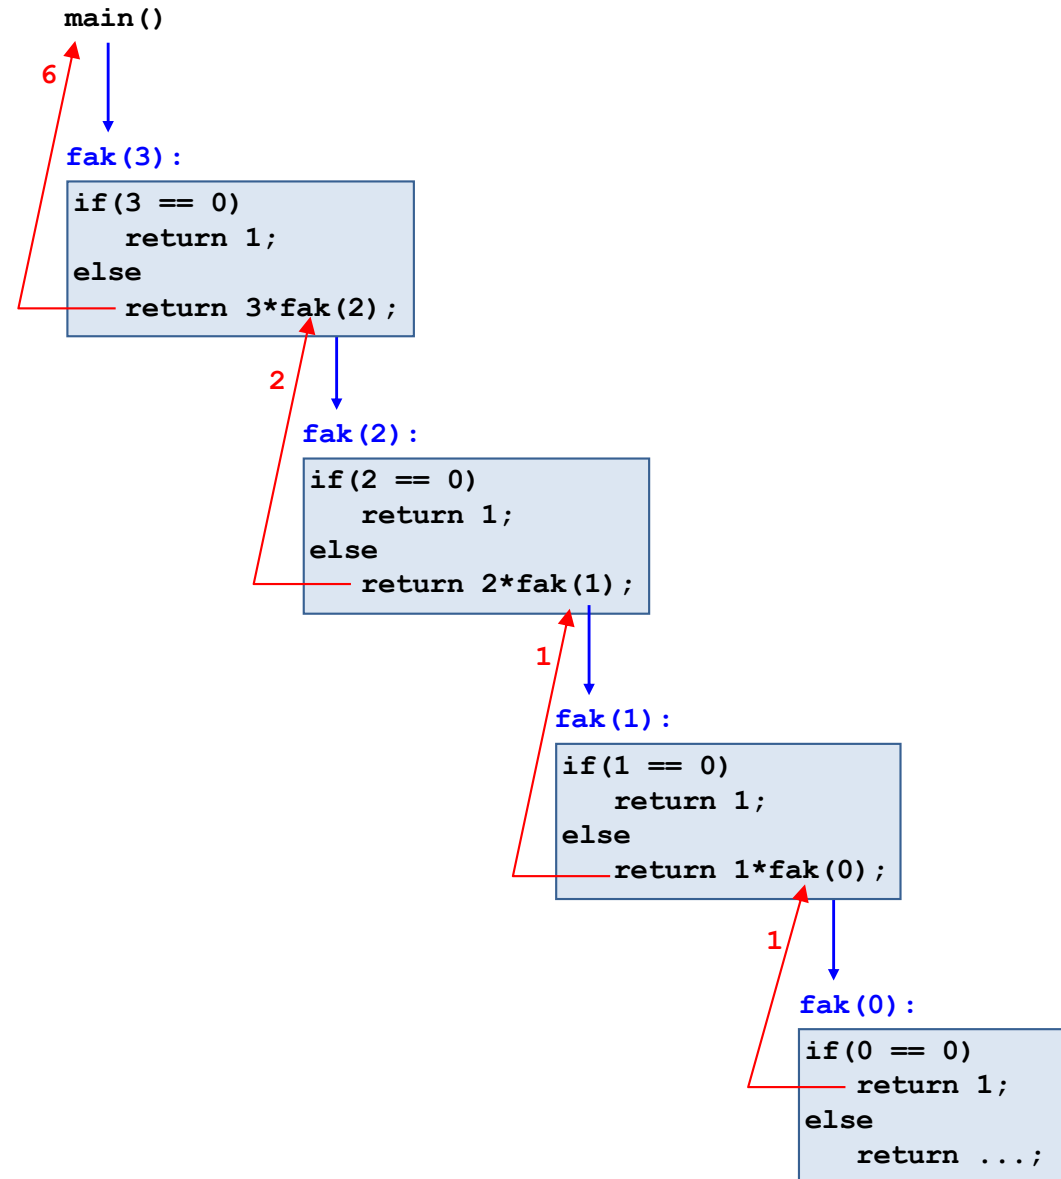 main()
6
fak(3):
if(3 == 0)
return 1;
else
return 3*fak(2);
2
fak(2):
if(2 == 0)
return 1;
else
return 2*fak(1);
1
fak(1):
if(1 == 0)
return 1;
else
return 1*fak(0);
1
fak(0):
if(0 == 0)
return 1;
else
return ...;